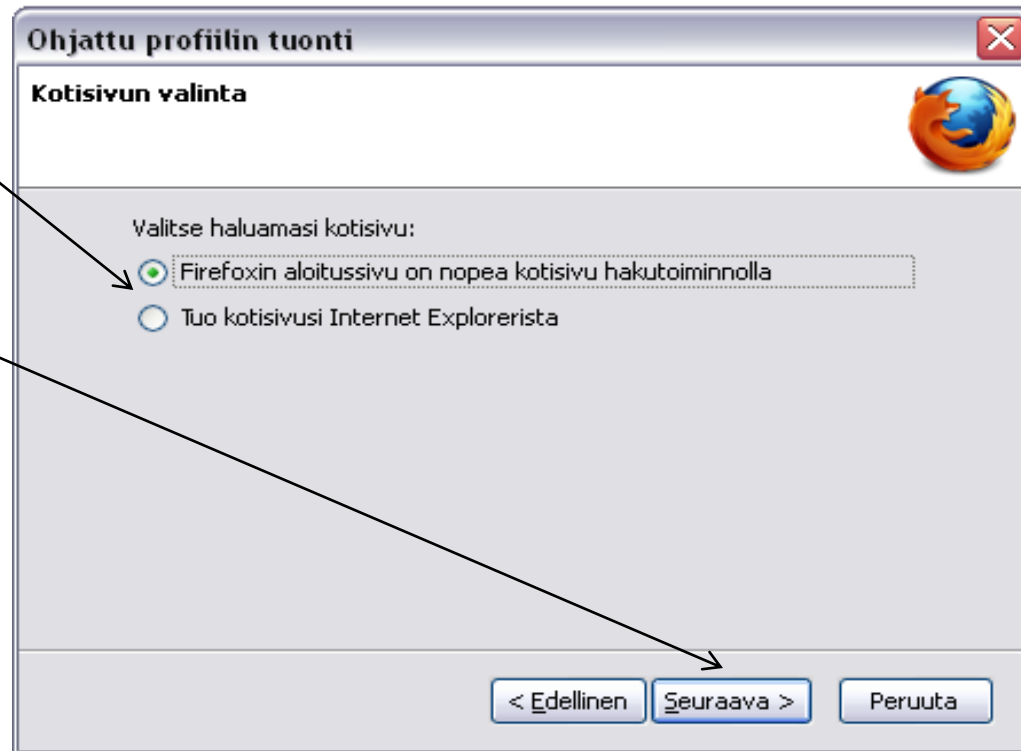 Ohjattu profiilin tuonti
Kotisivun valinta
Valitse haluamasi kotisivu:
Firefoxin aloitussivu on nopea kotisivu hakutoiminnolla
Tuo kotisivusi Internet Explorerista
< Edellinen
Seuraava >
Peruuta